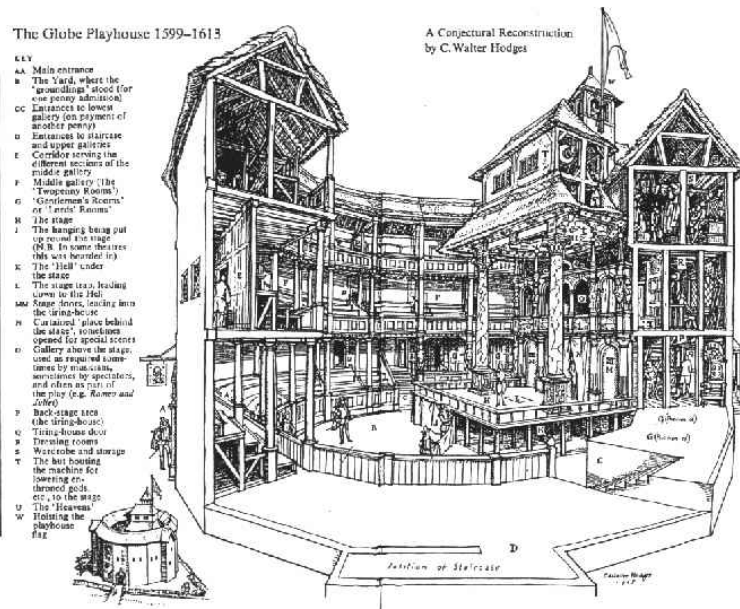 The Globe Playhouse 1599–1613
A Conjectural Reconstruction
by C. Walter Hodges
KEY
AA Main entrance
B The Yard, where the
'groundlings' stood (for
one penny admission)
CC Entrances to lowest
gallery (on payment of
another penny)
D Entrances to staircase
and upper galleries
E Corridor serving the
different sections of the
middle gallery
F Middle gallery (The
'Twopenny Rooms')
G 'Gentlemen's Rooms'
or 'Lords' Rooms'
H The stage
J The hanging being put
up round the stage
(N.B. In some theatres
this was boarded in)
K The 'Hell' under
the stage
L The stage trap, leading
down to the Hell
MM Stage doors, leading into
the tiring-house
N Curtained 'place behind
the stage', sometimes
opened for special scenes
O Gallery above the stage,
used as required some-
times by musicians,
sometimes by spectators,
and often as part of
the play (e.g. Romeo and
Juliet)
P Back-stage area
(the tiring-house)
Q Tiring-house door
R Dressing rooms
S Wardrobe and storage
T The hut housing
the machine for
lowering en-
throned gods,
etc., to the stage
U The 'Heavens'
W Hoisting the
playhouse
flag
D
Position of Staircase